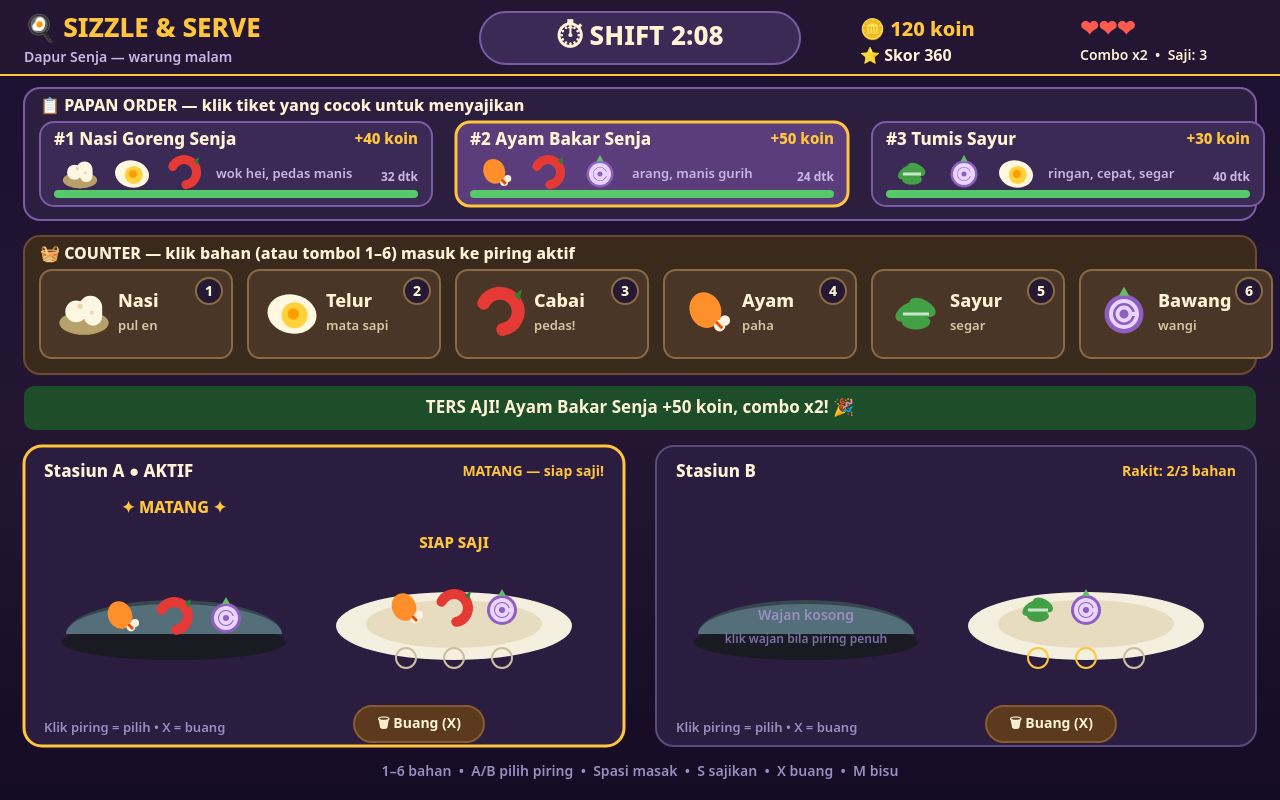 🍳 SIZZLE & SERVE
Dapur Senja — warung malam
⏱ SHIFT 2:08
🪙 120 koin
⭐ Skor 360
❤❤❤
Combo x2 • Saji: 3
📋 PAPAN ORDER — klik tiket yang cocok untuk menyajikan
#1 Nasi Goreng Senja +40 koin
wok hei, pedas manis 32 dtk
#2 Ayam Bakar Senja +50 koin
arang, manis gurih 24 dtk
#3 Tumis Sayur +30 koin
ringan, cepat, segar 40 dtk
🧺 COUNTER — klik bahan (atau tombol 1–6) masuk ke piring aktif
Nasi 1
pul en
Telur 2
mata sapi
Cabai 3
pedas!
Ayam 4
paha
Sayur 5
segar
Bawang 6
wangi
TERS AJI! Ayam Bakar Senja +50 koin, combo x2! 🎉
Stasiun A ● AKTIF
MATANG — siap saji!
✦ MATANG ✦
SIAP SAJI
Klik piring = pilih • X = buang
🗑 Buang (X)
Stasiun B
Rakit: 2/3 bahan
Wajan kosong
klik wajan bila piring penuh
Klik piring = pilih • X = buang
🗑 Buang (X)
1–6 bahan • A/B pilih piring • Spasi masak • S sajikan • X buang • M bisu